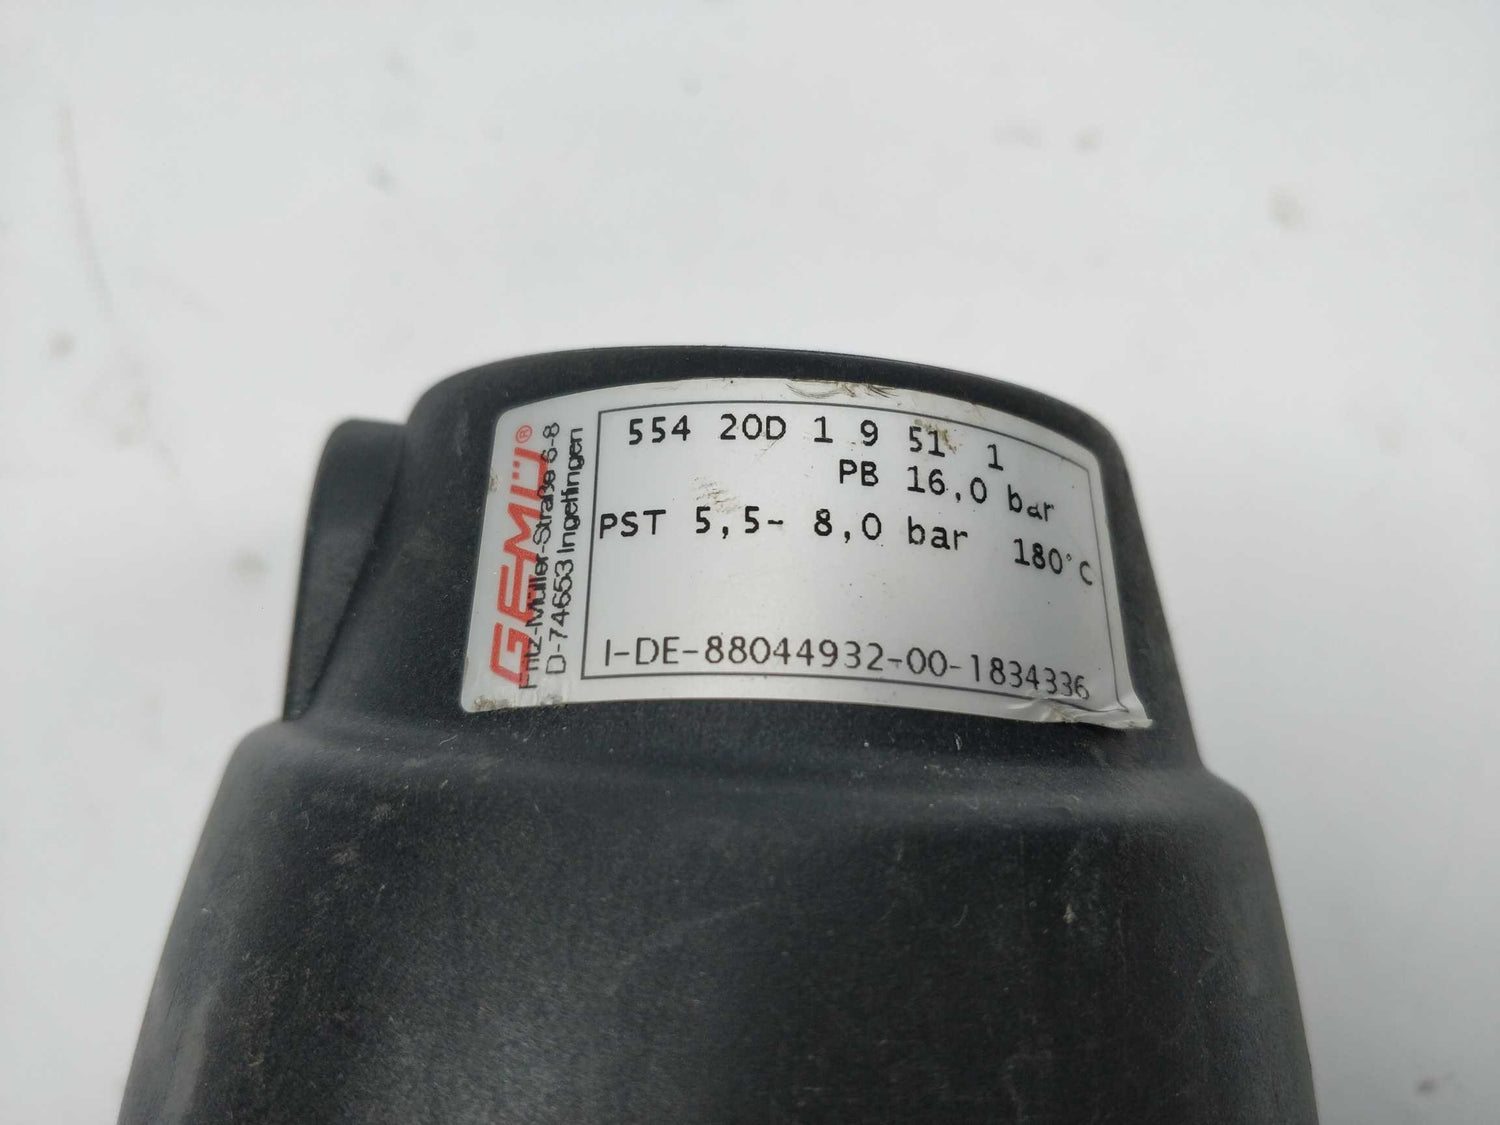 GEMÜ®
Fritz-Müller-Straße 6-8
D-74653 Ingelfingen
554 20D 1 9 51 1
PB 16,0 bar
PST 5,5- 8,0 bar 180°C
I-DE-88044932-00-1834336